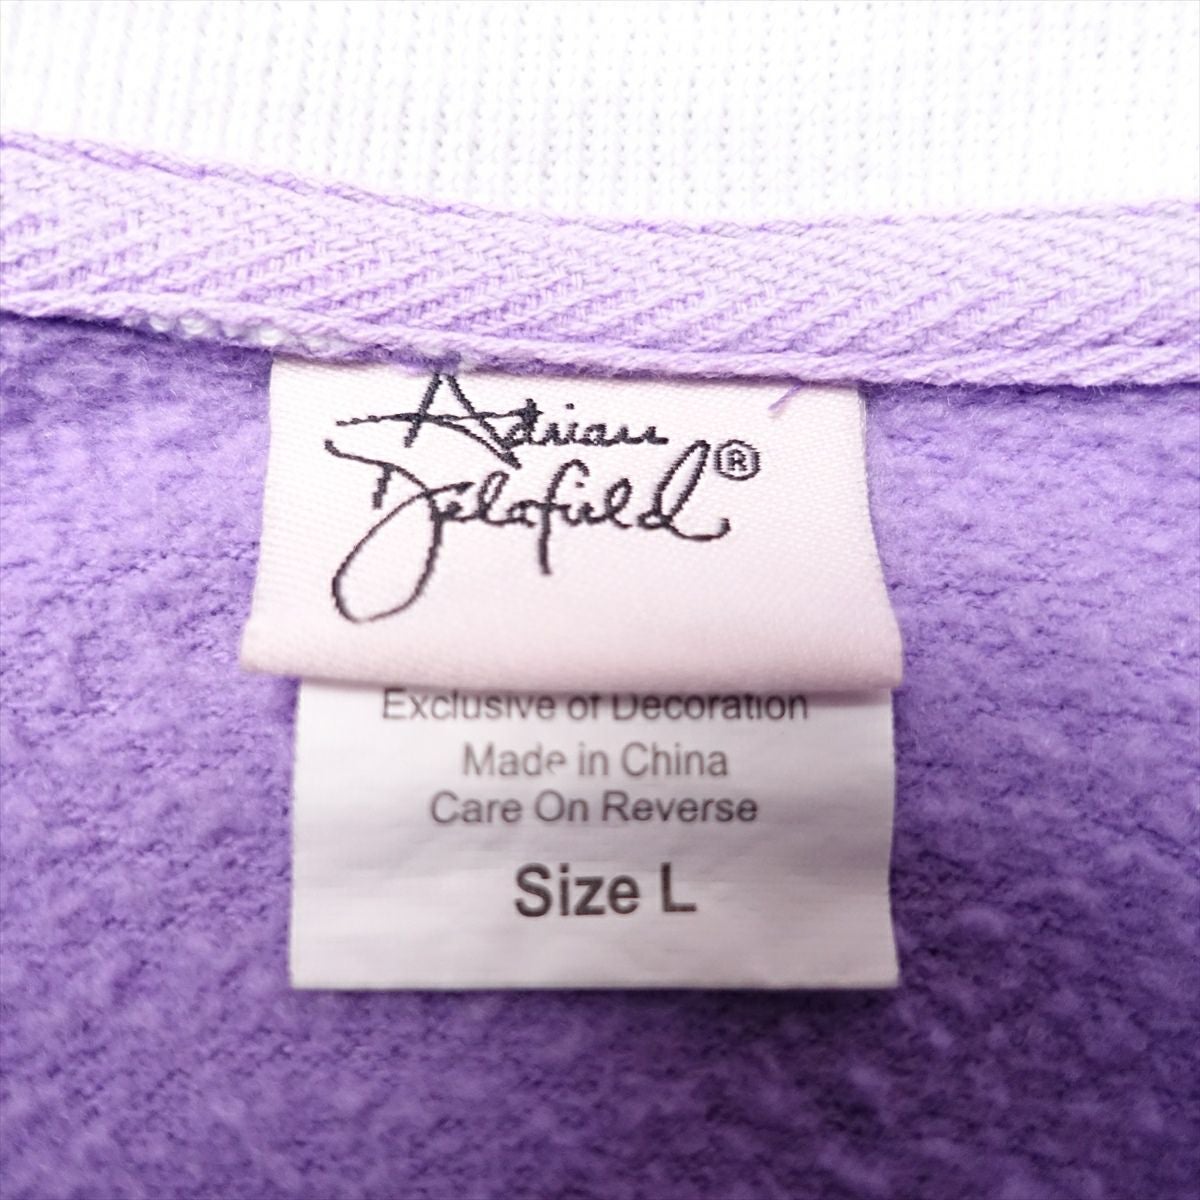 Adrian
Delafield®
Exclusive of Decoration
Made in China
Care On Reverse
Size L